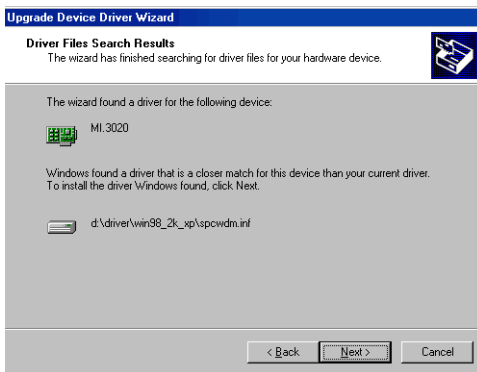 Upgrade Device Driver Wizard
Driver Files Search Results
The wizard has finished searching for driver files for your hardware device.
The wizard found a driver for the following device:
MI.3020
Windows found a driver that is a closer match for this device than your current driver.
To install the driver Windows found, click Next.
d:\driver\win98_2k_xp\spcwdm.inf
< Back
Next >
Cancel